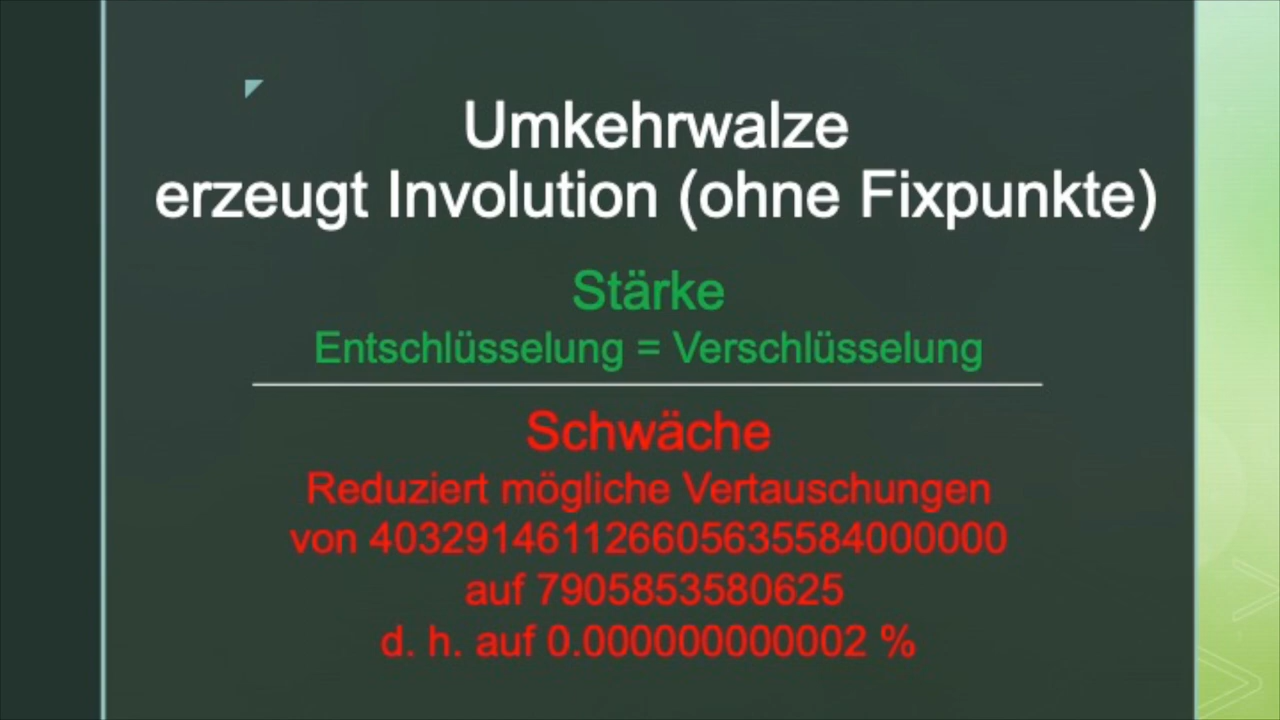 Umkehrwalze
erzeugt Involution (ohne Fixpunkte)
Stärke
Entschlüsselung = Verschlüsselung
Schwäche
Reduziert mögliche Vertauschungen
von 403291461126605635584000000
auf 7905853580625
d. h. auf 0.000000000002 %